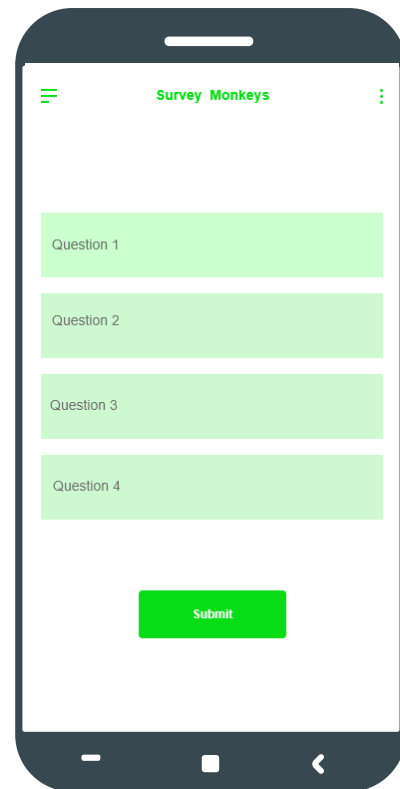 Survey Monkeys
Question 1
Question 2
Question 3
Question 4
Submit